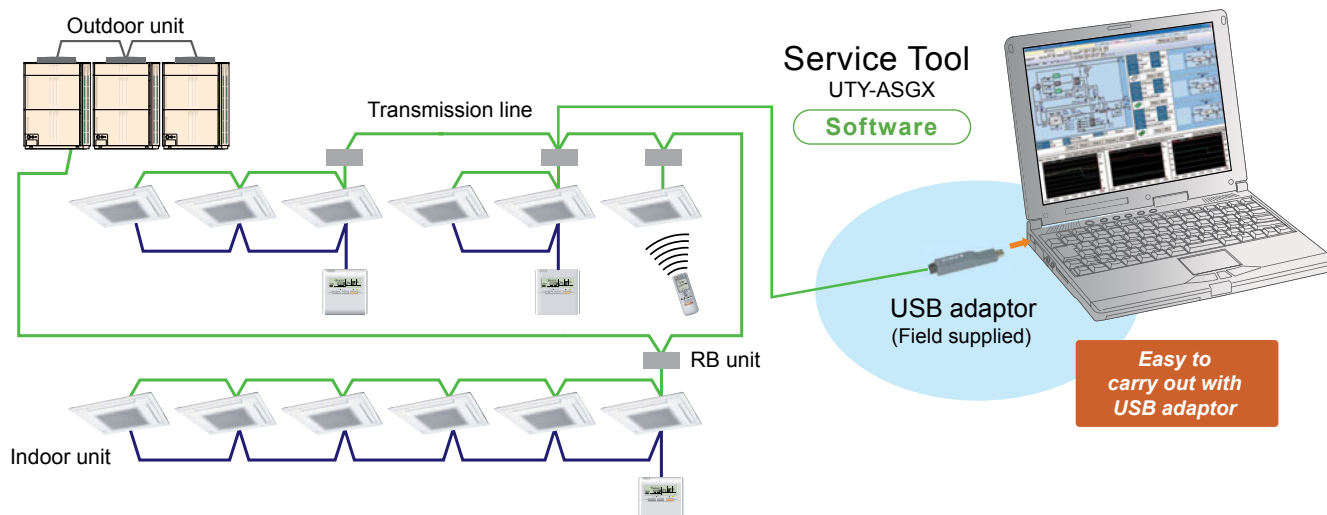 Outdoor unit
Transmission line
Service Tool
UTY-ASGX
Software
USB adaptor
(Field supplied)
RB unit
Easy to
carry out with
USB adaptor
Indoor unit